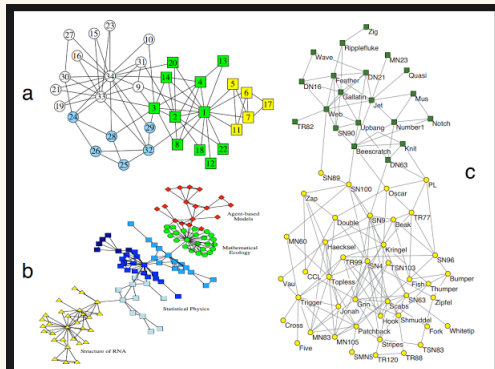 a
27
15
23
10
16
31
34
30
9
21
33
19
24
28
29
26
25
32
20
14
4
13
3
2
1
8
18
22
12
5
6
7
11
17
b
Agent-based
Models
Mathematical
Ecology
Statistical Physics
Structure of RNA
c
Zig
Ripplefluke
Wave
MN23
DN21
Feather
Quasi
DN16
Gallatin
Jet
Mus
Web
TR82
Upbang
Number1
Notch
SN90
Knit
Beescratch
DN63
SN89
SN100
PL
Zap
Oscar
Double
SN9
TR77
Beak
MN60
Haecksel
Kringel
SN96
TR99
SN4
TSN103
Vau
CCL
Topless
Fish
Bumper
Thumper
Trigger
Grin
SN63
Zipfel
Scabs
Jonah
Hook
Shmuddel
Cross
Patchback
Fork
Whitetip
MN83
MN105
Stripes
Five
TSN83
SMN5
TR120
TR88